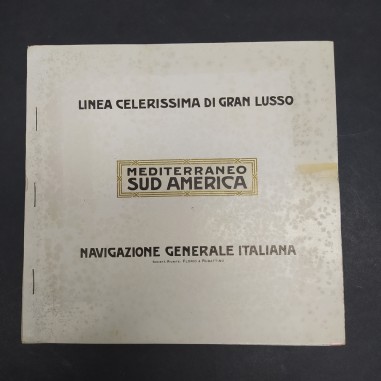 LINEA CELERISSIMA DI GRAN LUSSO
MEDITERRANEO
SUD AMERICA
NAVIGAZIONE GENERALE ITALIANA